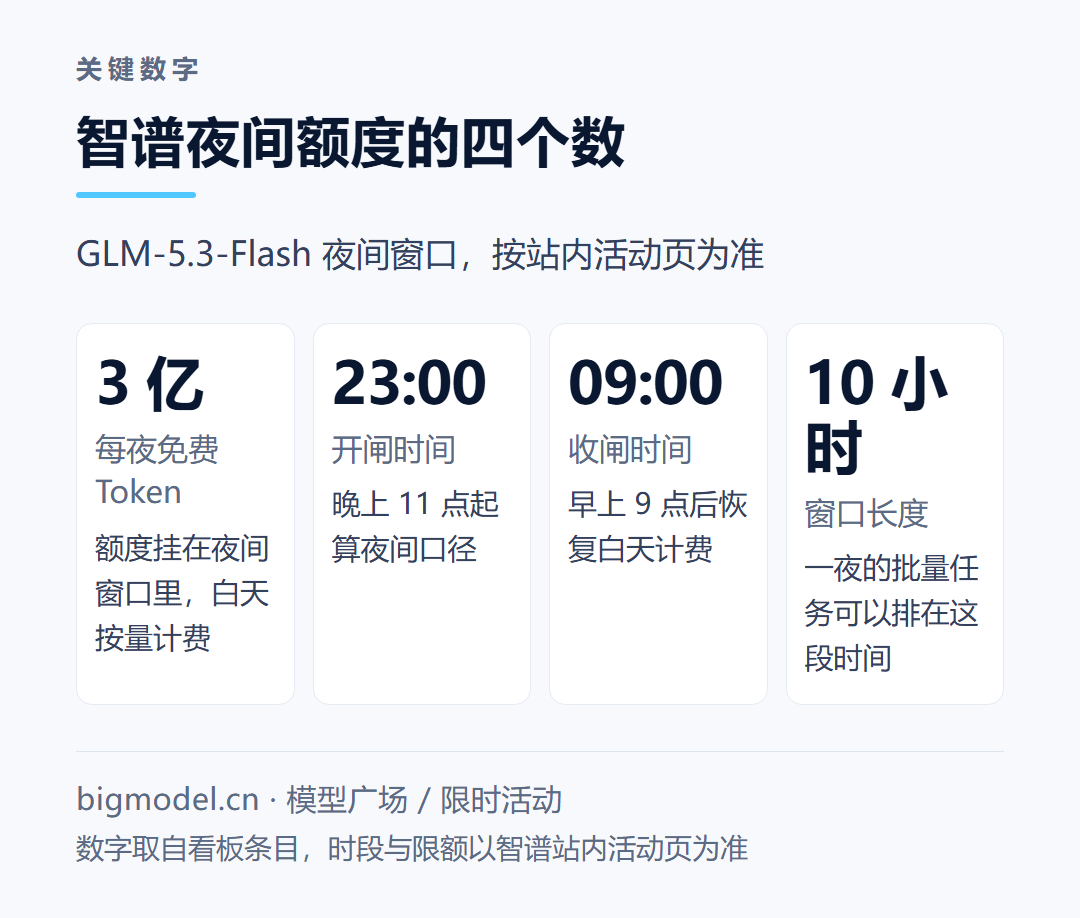 关键数字
智谱夜间额度的四个数
GLM-5.3-Flash 夜间窗口，按站内活动页为准
3 亿
每夜免费
Token
额度挂在夜间
窗口里，白天
按量计费
23:00
开闸时间
晚上 11 点起
算夜间口径
09:00
收闸时间
早上 9 点后恢
复白天计费
10 小
时
窗口长度
一夜的批量任
务可以排在这
段时间
bigmodel.cn · 模型广场 / 限时活动
数字取自看板条目，时段与限额以智谱站内活动页为准